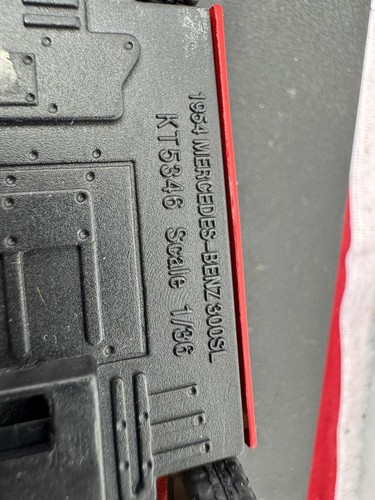 1954 MERCEDES-BENZ 300SL
KT5346 Scale 1/36